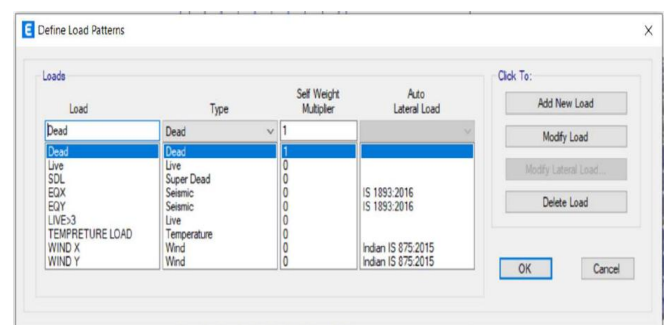 E Define Load Patterns X
Loads
Click To:
Load Type Self Weight Multiplier Auto Lateral Load
Dead Dead 1
Dead Dead 1
Live Live 0
SDL Super Dead 0
EQX Seismic 0 IS 1893:2016
EQY Seismic 0 IS 1893:2016
LIVE>3 Live 0
TEMPRETURE LOAD Temperature 0
WIND X Wind 0 Indian IS 875:2015
WIND Y Wind 0 Indian IS 875:2015
Add New Load
Modify Load
Modify Lateral Load...
Delete Load
OK Cancel